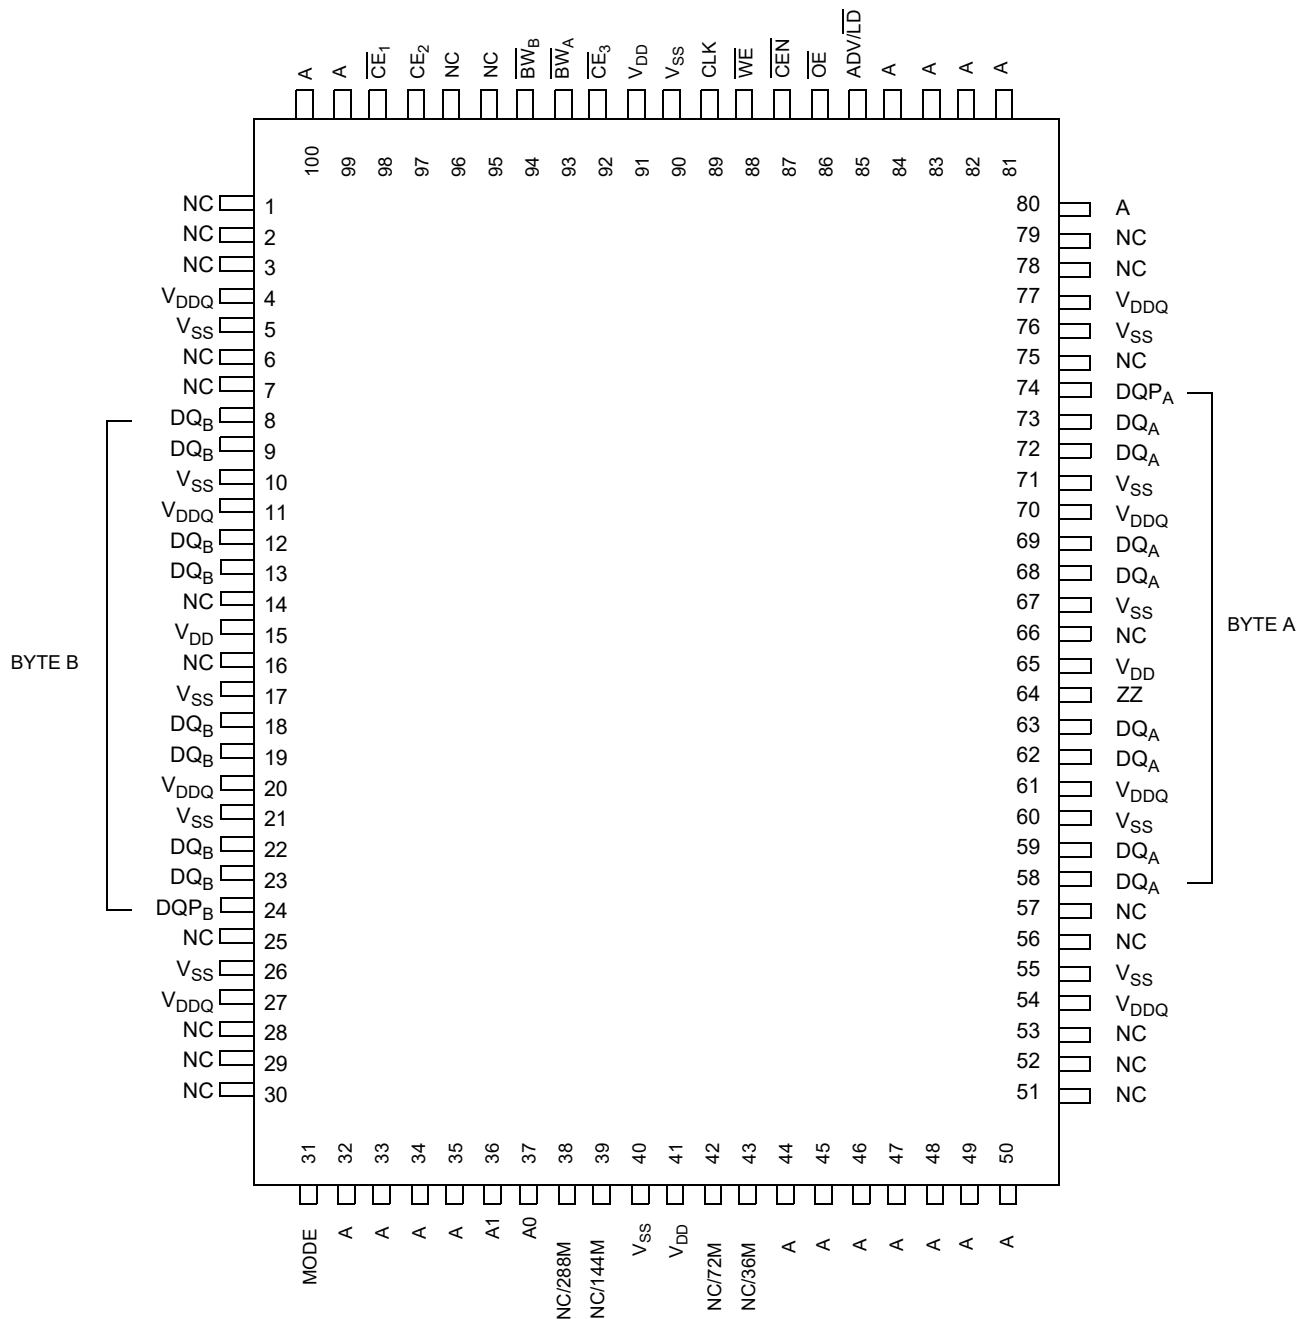 A
A
CE1
CE2
NC
NC
BWB
BWA
CE3
VDD
VSS
CLK
WE
CEN
OE
ADV/LD
A
A
A
A
100
99
98
97
96
95
94
93
92
91
90
89
88
87
86
85
84
83
82
81
NC 1
NC 2
NC 3
VDDQ 4
VSS 5
NC 6
NC 7
DQB 8
DQB 9
VSS 10
VDDQ 11
DQB 12
DQB 13
NC 14
VDD 15
NC 16
VSS 17
DQB 18
DQB 19
VDDQ 20
VSS 21
DQB 22
DQB 23
DQPB 24
NC 25
VSS 26
VDDQ 27
NC 28
NC 29
NC 30
BYTE B
80 A
79 NC
78 NC
77 VDDQ
76 VSS
75 NC
74 DQPA
73 DQA
72 DQA
71 VSS
70 VDDQ
69 DQA
68 DQA
67 VSS
66 NC
65 VDD
64 ZZ
63 DQA
62 DQA
61 VDDQ
60 VSS
59 DQA
58 DQA
57 NC
56 NC
55 VSS
54 VDDQ
53 NC
52 NC
51 NC
BYTE A
31
32
33
34
35
36
37
38
39
40
41
42
43
44
45
46
47
48
49
50
MODE
A
A
A
A
A1
A0
NC/288M
NC/144M
VSS
VDD
NC/72M
NC/36M
A
A
A
A
A
A
A